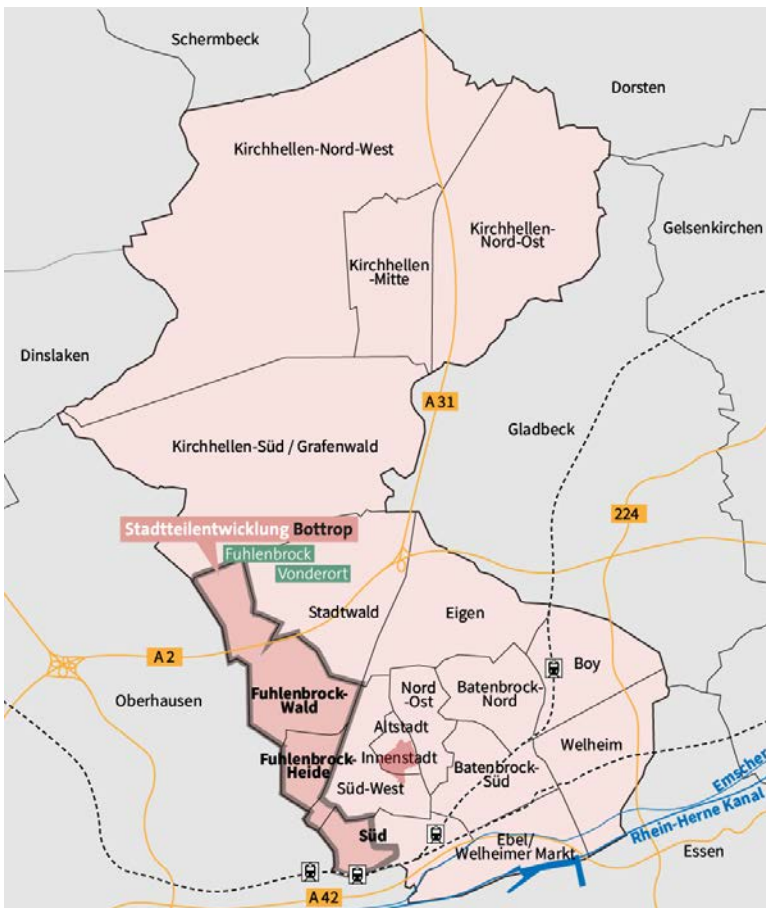 Schermbeck
Dorsten
Kirchhellen-Nord-West
Gelsenkirchen
Kirchhellen-
Nord-Ost
Kirchhellen
-Mitte
Dinslaken
A 31
Gladbeck
Kirchhellen-Süd / Grafenwald
224
Stadtteilentwicklung Bottrop
Fuhlenbrock
Vonderort
Stadtwald
Eigen
A 2
Boy
Oberhausen
Fuhlenbrock-
Wald
Nord
-Ost
Batenbrock-
Nord
Altstadt
Welheim
Innenstadt
Fuhlenbrock-
Heide
Batenbrock-
Süd
Süd-West
Emscher
Rhein-Herne Kanal
Süd
Ebel/
Welheimer Markt
Essen
A 42